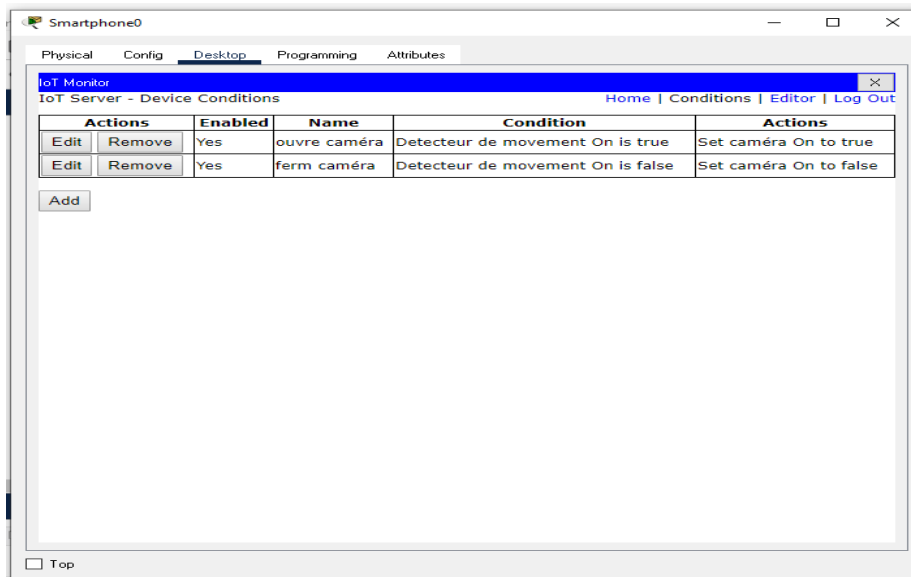 Smartphone0
Physical Config Desktop Programming Attributes
IoT Monitor
IoT Server - Device Conditions Home | Conditions | Editor | Log Out
Actions Enabled Name Condition Actions
Edit Remove Yes ouvre caméra Detecteur de movement On is true Set caméra On to true
Edit Remove Yes ferm caméra Detecteur de movement On is false Set caméra On to false
Add
Top